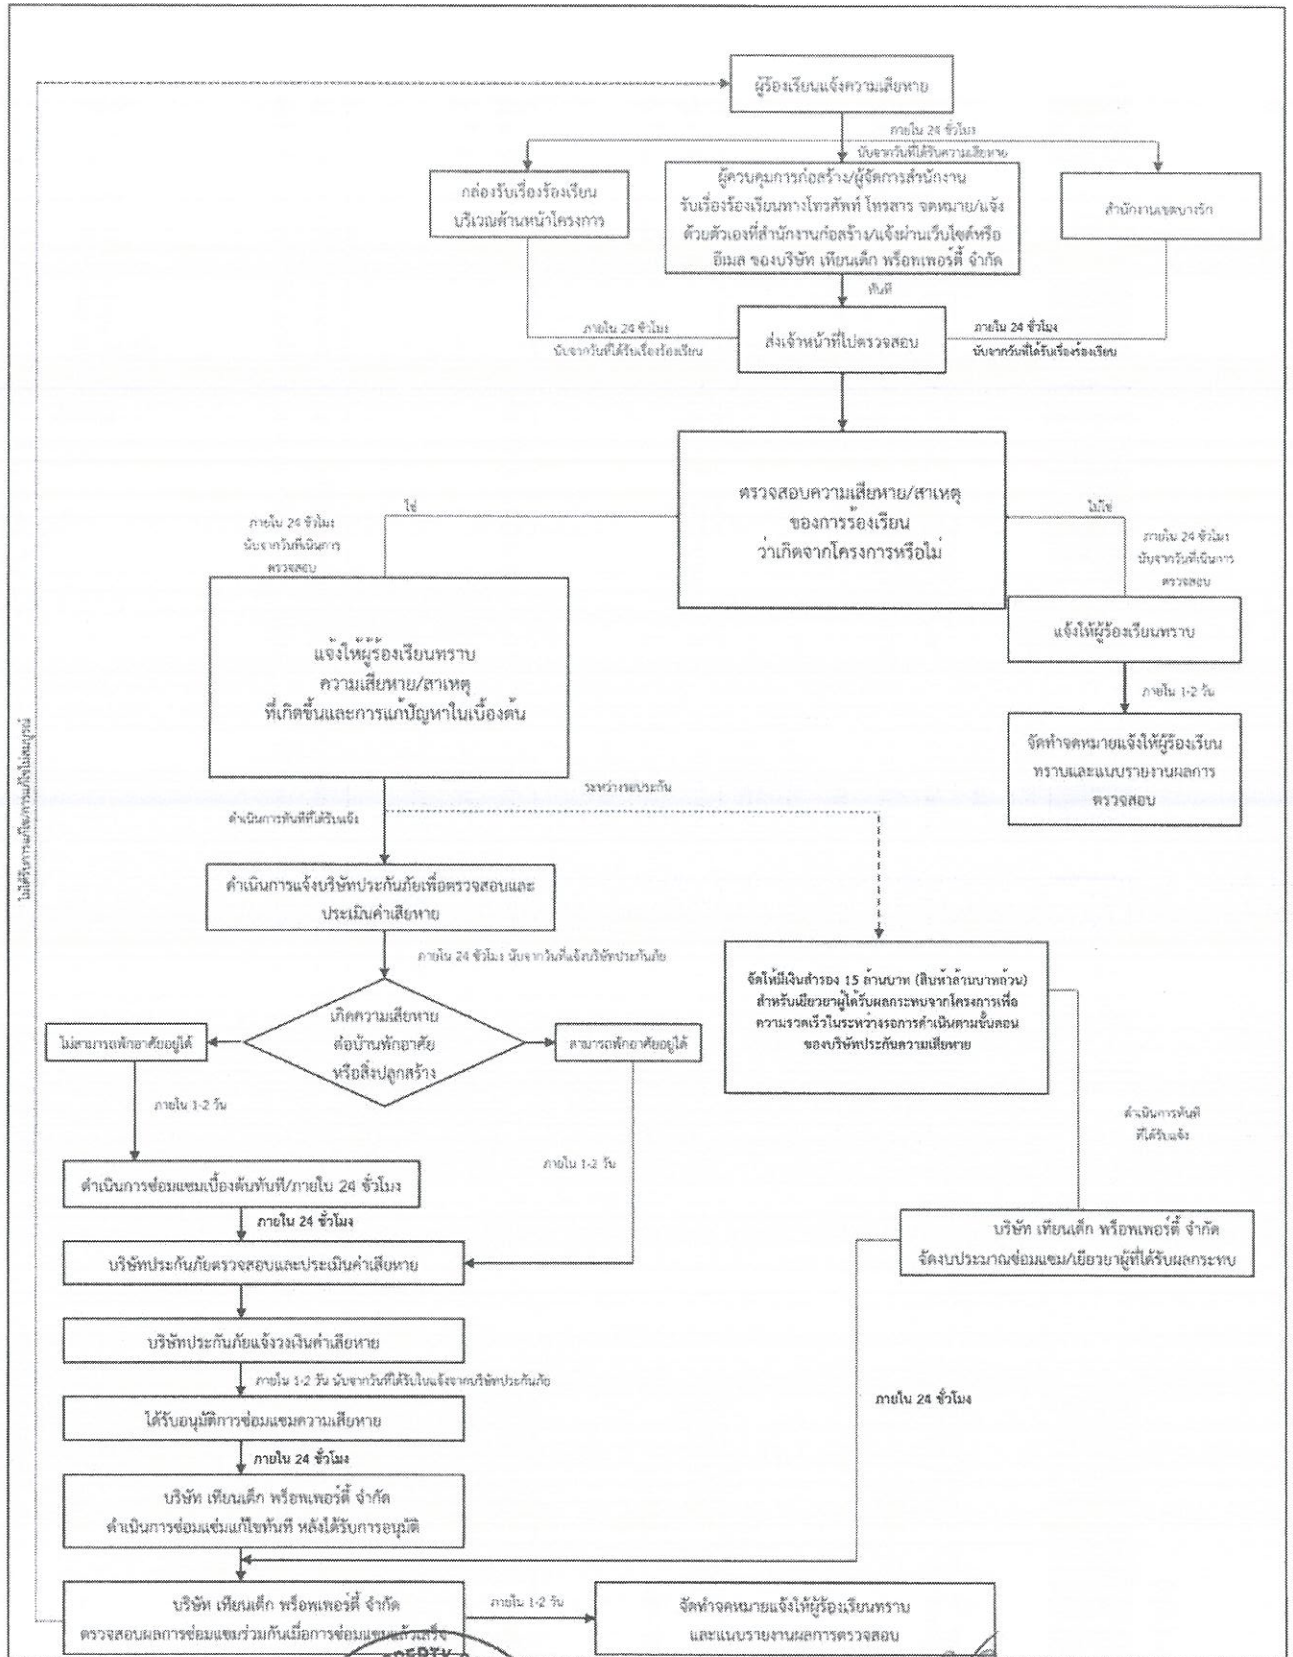 ผู้ร้องเรียนแจ้งความเสียหาย
ภายใน 24 ชั่วโมง
นับจากวันที่ได้รับความเสียหาย
กล่องรับเรื่องร้องเรียน
บริเวณด้านหน้าโครงการ
ผู้ควบคุมการก่อสร้าง/ผู้จัดการสำนักงาน
รับเรื่องร้องเรียนทางโทรศัพท์ โทรสาร จดหมาย/แจ้ง
ด้วยตัวเองที่สำนักงานก่อสร้าง/แจ้งผ่านเว็บไซต์หรือ
อีเมล ของบริษัท เทียนเต็ก พร็อพเพอร์ตี้ จำกัด
สำนักงานเขตบางรัก
ทันที
ภายใน 24 ชั่วโมง
นับจากวันที่ได้รับเรื่องร้องเรียน
ส่งเจ้าหน้าที่ไปตรวจสอบ
ภายใน 24 ชั่วโมง
นับจากวันที่ได้รับเรื่องร้องเรียน
ตรวจสอบความเสียหาย/สาเหตุ
ของการร้องเรียน
ว่าเกิดจากโครงการหรือไม่
ใช่
ไม่ใช่
ภายใน 24 ชั่วโมง
นับจากวันที่เนินการ
ตรวจสอบ
ภายใน 24 ชั่วโมง
นับจากวันที่เนินการ
ตรวจสอบ
แจ้งให้ผู้ร้องเรียนทราบ
ความเสียหาย/สาเหตุ
ที่เกิดขึ้นและการแก้ปัญหาในเบื้องต้น
แจ้งให้ผู้ร้องเรียนทราบ
ภายใน 1-2 วัน
จัดทำจดหมายแจ้งให้ผู้ร้องเรียน
ทราบและแนบรายงานผลการ
ตรวจสอบ
ไม่ได้รับการแก้ไข/การแก้ไขไม่สมบูรณ์
ระหว่างรอประกัน
ดำเนินการทันทีที่ได้รับแจ้ง
ดำเนินการแจ้งบริษัทประกันภัยเพื่อตรวจสอบและ
ประเมินค่าเสียหาย
ภายใน 24 ชั่วโมง นับจากวันที่แจ้งบริษัทประกันภัย
จัดให้มีเงินสำรอง 15 ล้านบาท (สิบห้าล้านบาทถ้วน)
สำหรับเยียวยาผู้ได้รับผลกระทบจากโครงการเพื่อ
ความรวดเร็วในระหว่างรอการดำเนินตามขั้นตอน
ของบริษัทประกันความเสียหาย
เกิดความเสียหาย
ต่อบ้านพักอาศัย
หรือสิ่งปลูกสร้าง
ไม่สามารถพักอาศัยอยู่ได้
สามารถพักอาศัยอยู่ได้
ภายใน 1-2 วัน
ดำเนินการทันที
ที่ได้รับแจ้ง
ภายใน 1-2 วัน
ดำเนินการซ่อมแซมเบื้องต้นทันที/ภายใน 24 ชั่วโมง
ภายใน 24 ชั่วโมง
บริษัทประกันภัยตรวจสอบและประเมินค่าเสียหาย
บริษัท เทียนเต็ก พร็อพเพอร์ตี้ จำกัด
จัดงบประมาณซ่อมแซม/เยียวยาผู้ที่ได้รับผลกระทบ
บริษัทประกันภัยแจ้งวงเงินค่าเสียหาย
ภายใน 1-2 วัน นับจากวันที่ได้รับใบแจ้งจากบริษัทประกันภัย
ภายใน 24 ชั่วโมง
ได้รับอนุมัติการซ่อมแซมความเสียหาย
ภายใน 24 ชั่วโมง
บริษัท เทียนเต็ก พร็อพเพอร์ตี้ จำกัด
ดำเนินการซ่อมแซ่มแก้ไขทันที หลังได้รับการอนุมัติ
บริษัท เทียนเต็ก พร็อพเพอร์ตี้ จำกัด
ตรวจสอบผลการซ่อมแซมร่วมกันเมื่อการซ่อมแซมแล้วเสร็จ
ภายใน 1-2 วัน
จัดทำจดหมายแจ้งให้ผู้ร้องเรียนทราบ
และแนบรายงานผลการตรวจสอบ